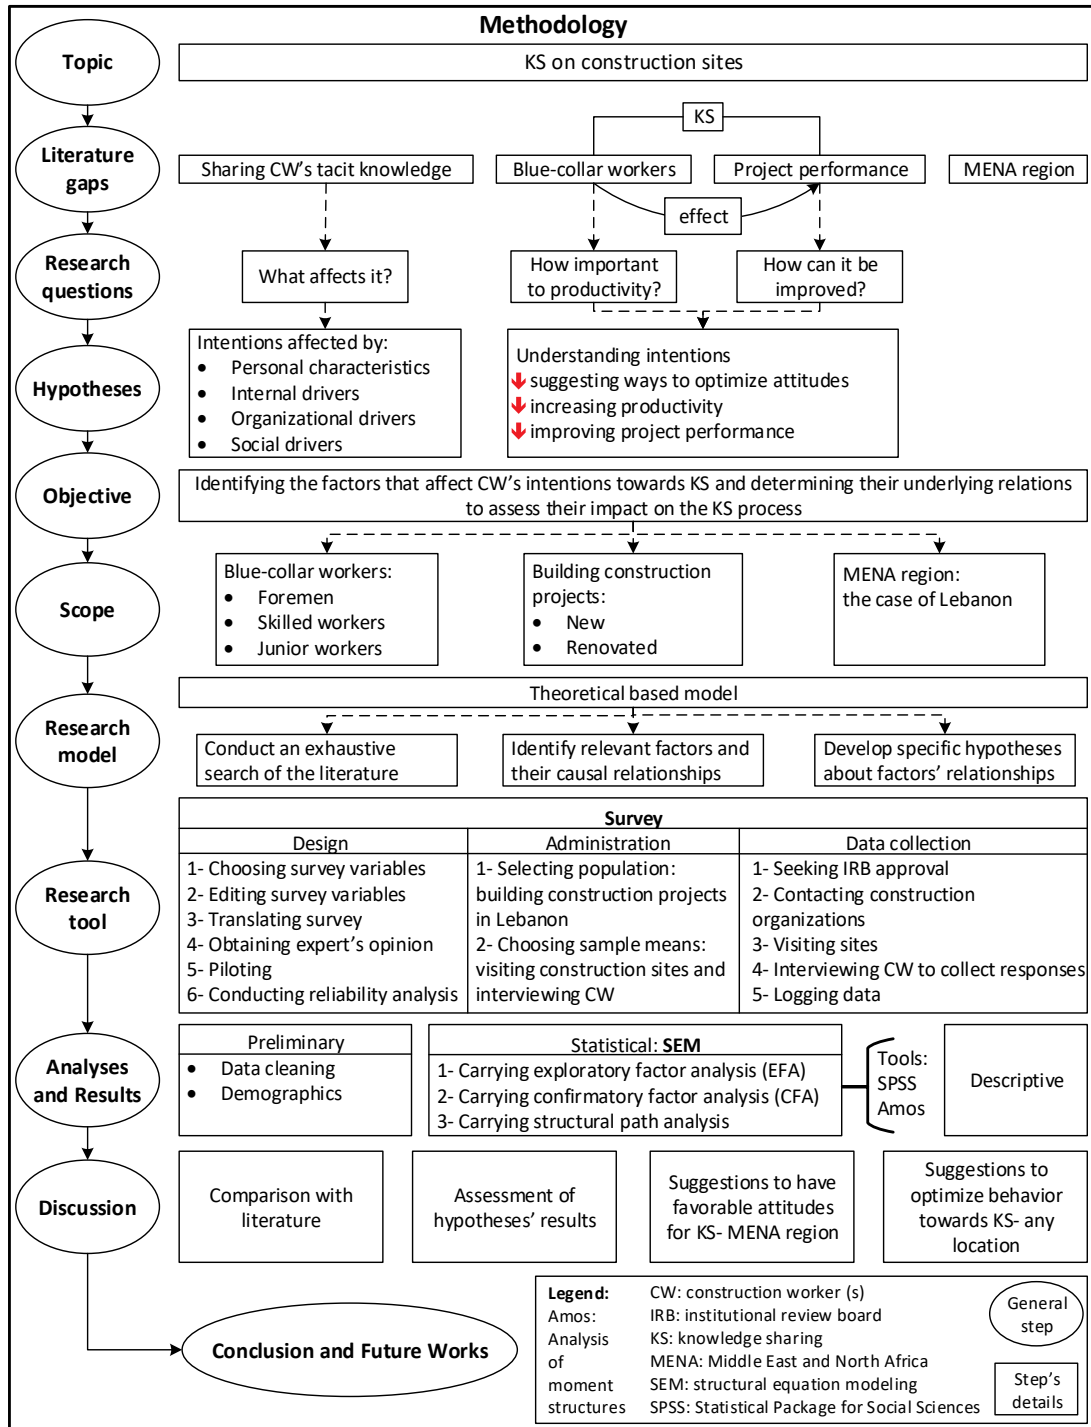 Methodology
Topic
KS on construction sites
KS
Literature
gaps
Sharing CW's tacit knowledge
Blue-collar workers
Project performance
MENA region
effect
Research
questions
What affects it?
How important
to productivity?
How can it be
improved?
Hypotheses
Intentions affected by:
• Personal characteristics
• Internal drivers
• Organizational drivers
• Social drivers
Understanding intentions
suggesting ways to optimize attitudes
increasing productivity
improving project performance
Objective
Identifying the factors that affect CW's intentions towards KS and determining their underlying relations
to assess their impact on the KS process
Scope
Blue-collar workers:
• Foremen
• Skilled workers
• Junior workers
Building construction
projects:
• New
• Renovated
MENA region:
the case of Lebanon
Research
model
Theoretical based model
Conduct an exhaustive
search of the literature
Identify relevant factors and
their causal relationships
Develop specific hypotheses
about factors' relationships
Research
tool
Survey
Design
1- Choosing survey variables
2- Editing survey variables
3- Translating survey
4- Obtaining expert's opinion
5- Piloting
6- Conducting reliability analysis
Administration
1- Selecting population:
building construction projects
in Lebanon
2- Choosing sample means:
visiting construction sites and
interviewing CW
Data collection
1- Seeking IRB approval
2- Contacting construction
organizations
3- Visiting sites
4- Interviewing CW to collect responses
5- Logging data
Analyses
and Results
Preliminary
• Data cleaning
• Demographics
Statistical: SEM
1- Carrying exploratory factor analysis (EFA)
2- Carrying confirmatory factor analysis (CFA)
3- Carrying structural path analysis
Tools:
SPSS
Amos
Descriptive
Discussion
Comparison with
literature
Assessment of
hypotheses' results
Suggestions to have
favorable attitudes
for KS- MENA region
Suggestions to
optimize behavior
towards KS- any
location
Conclusion and Future Works
Legend:
Amos:
Analysis
of
moment
structures
CW: construction worker (s)
IRB: institutional review board
KS: knowledge sharing
MENA: Middle East and North Africa
SEM: structural equation modeling
SPSS: Statistical Package for Social Sciences
General
step
Step's
details